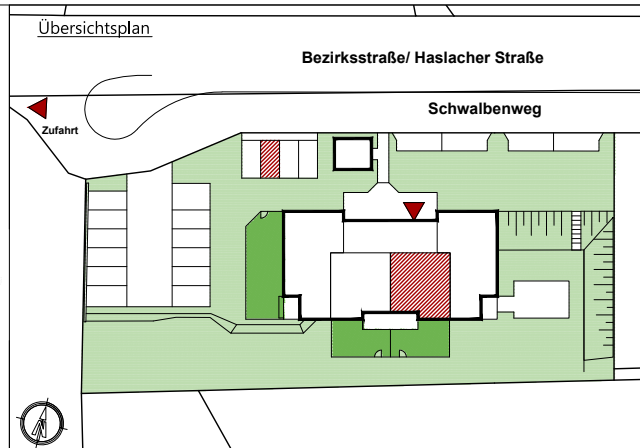 Übersichtsplan
Bezirksstraße/ Haslacher Straße
Schwalbenweg
Zufahrt